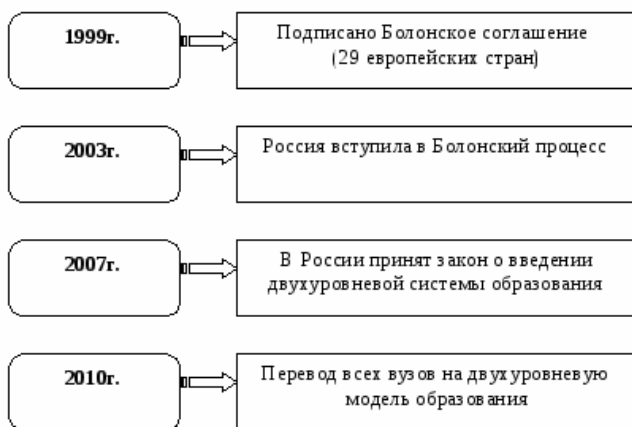 1999г.
Подписано Болонское соглашение
(29 европейских стран)
2003г.
Россия вступила в Болонский процесс
2007г.
В России принят закон о введении
двухуровневой системы образования
2010г.
Перевод всех вузов на двухуровневую
модель образования